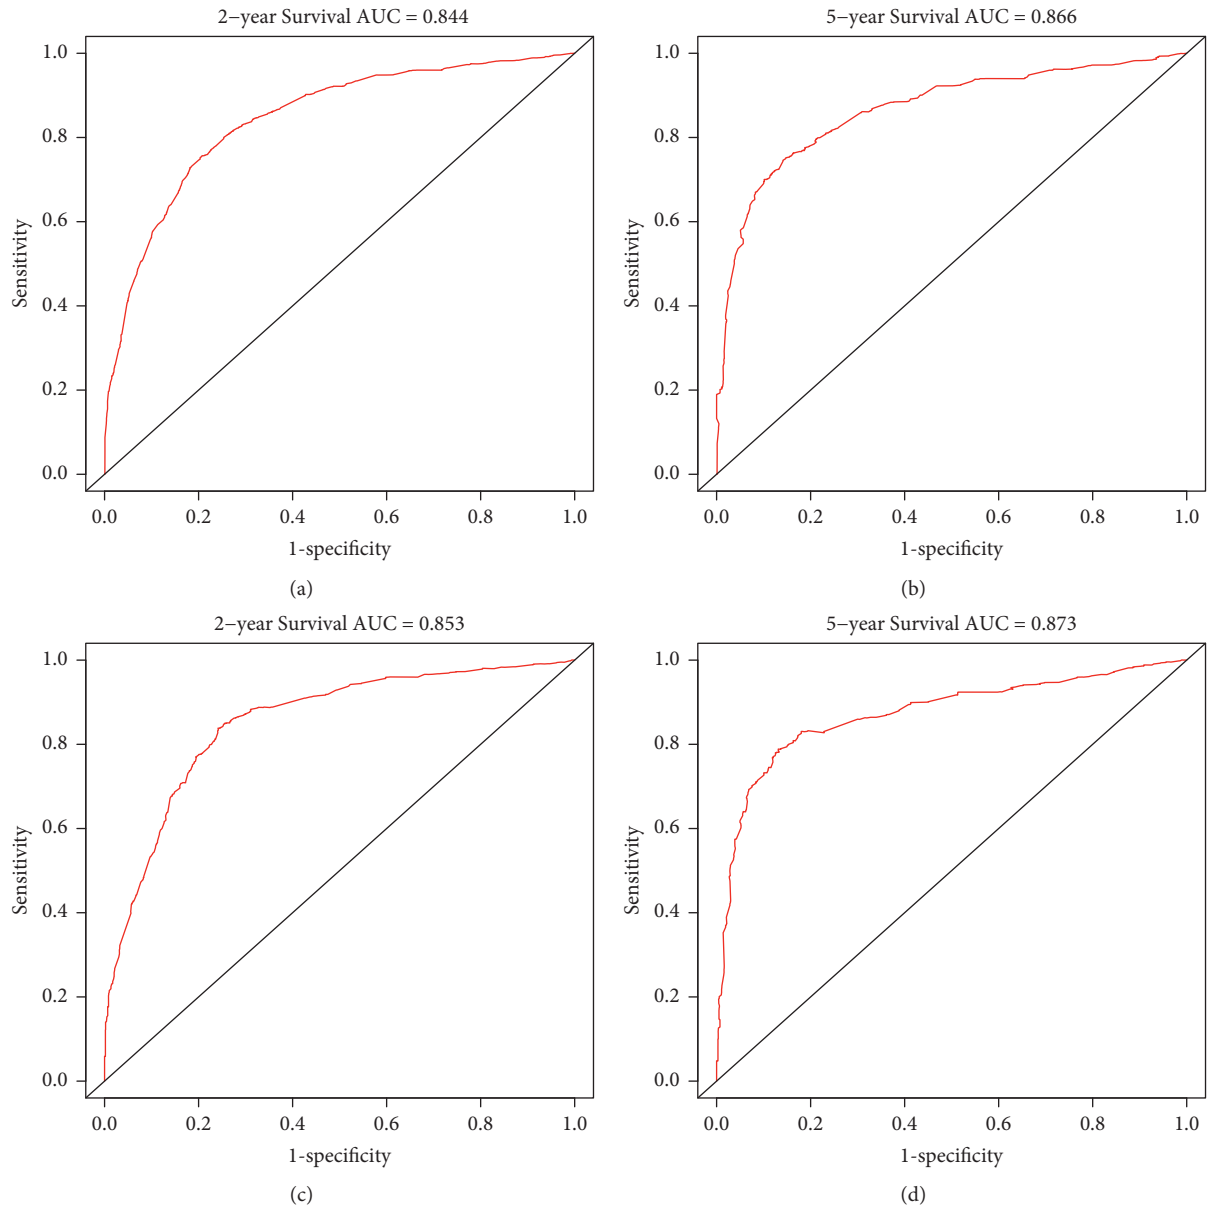 2−year Survival AUC = 0.844
1.0
0.8
0.6
0.4
0.2
0.0
Sensitivity
0.0 0.2 0.4 0.6 0.8 1.0
1-specificity
(a)
5−year Survival AUC = 0.866
1.0
0.8
0.6
0.4
0.2
0.0
Sensitivity
0.0 0.2 0.4 0.6 0.8 1.0
1-specificity
(b)
2−year Survival AUC = 0.853
1.0
0.8
0.6
0.4
0.2
0.0
Sensitivity
0.0 0.2 0.4 0.6 0.8 1.0
1-specificity
(c)
5−year Survival AUC = 0.873
1.0
0.8
0.6
0.4
0.2
0.0
Sensitivity
0.0 0.2 0.4 0.6 0.8 1.0
1-specificity
(d)